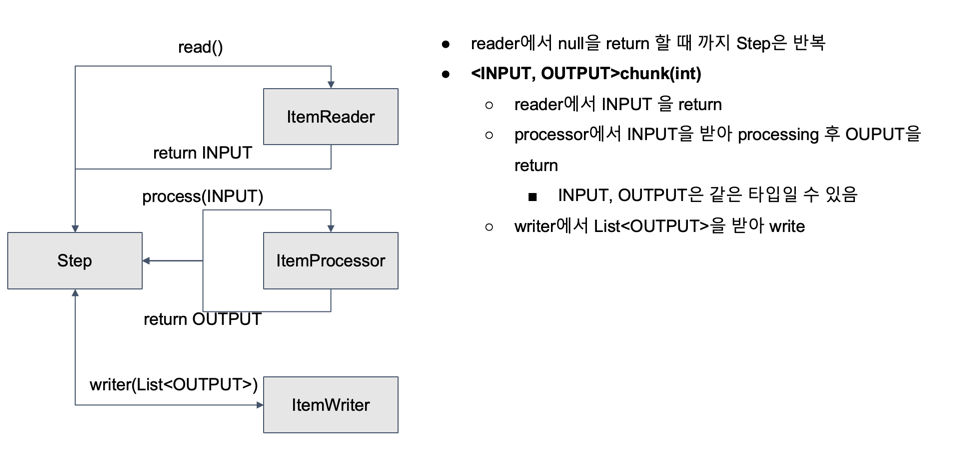 read()
ItemReader
return INPUT
process(INPUT)
Step
ItemProcessor
return OUTPUT
writer(List<OUTPUT>)
ItemWriter
● reader에서 null을 return 할 때 까지 Step은 반복
● <INPUT, OUTPUT>chunk(int)
○ reader에서 INPUT 을 return
○ processor에서 INPUT을 받아 processing 후 OUPUT을
return
■ INPUT, OUTPUT은 같은 타입일 수 있음
○ writer에서 List<OUTPUT>을 받아 write